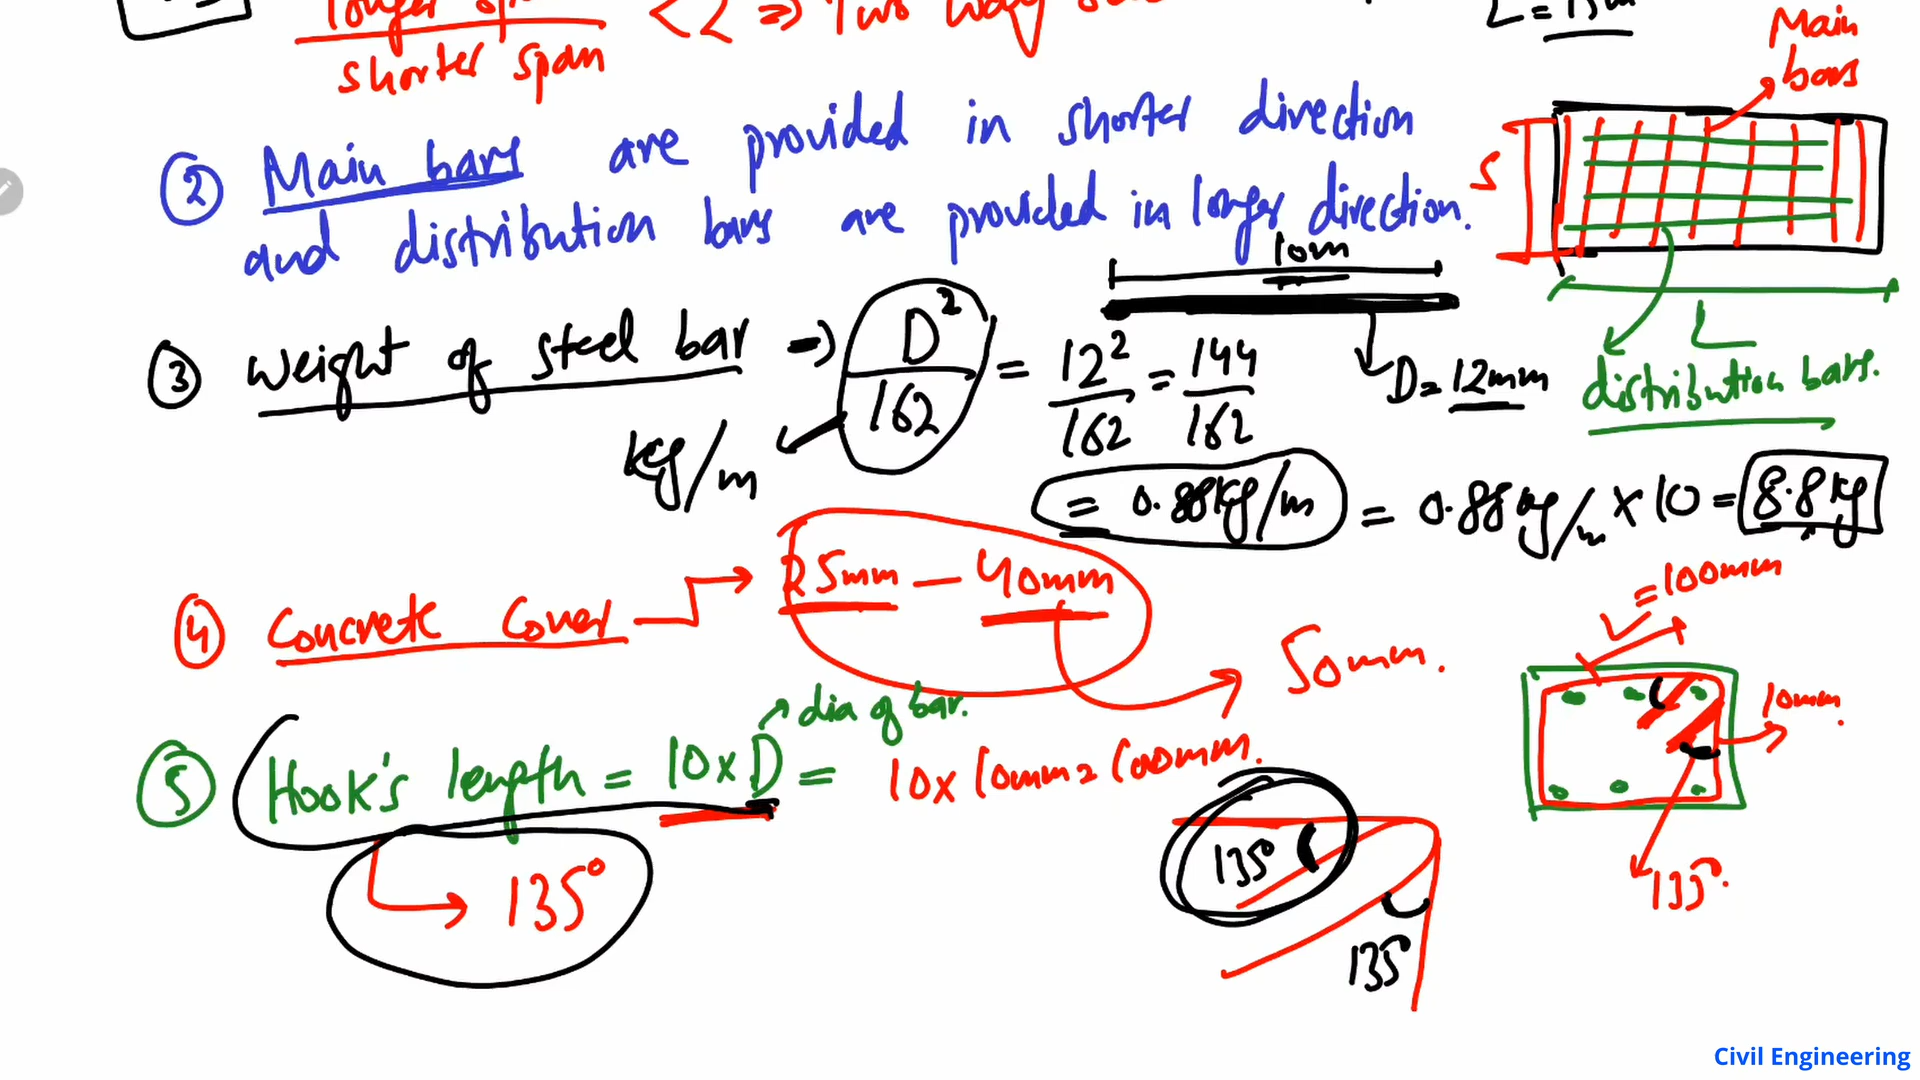 < 2 => Two way
shorter span
L = 15m
Main
bars
② Main bars are provided in shorter direction
and distribution bars are provided in longer direction.
S
L
distribution bars.
10m
D = 12mm
③ Weight of steel bar => D²/162 = 12²/162 = 144/162
kg/m
= 0.88kg/m = 0.88kg/m x 10 = 8.8kg
④ Concrete Cover → 25mm – 40mm
50mm.
⑤ Hook's length = 10 x D = 10 x 10mm = 100mm.
dia of bar.
135°
135°
135°
= 100mm
10mm.
135°.
Civil Engineering